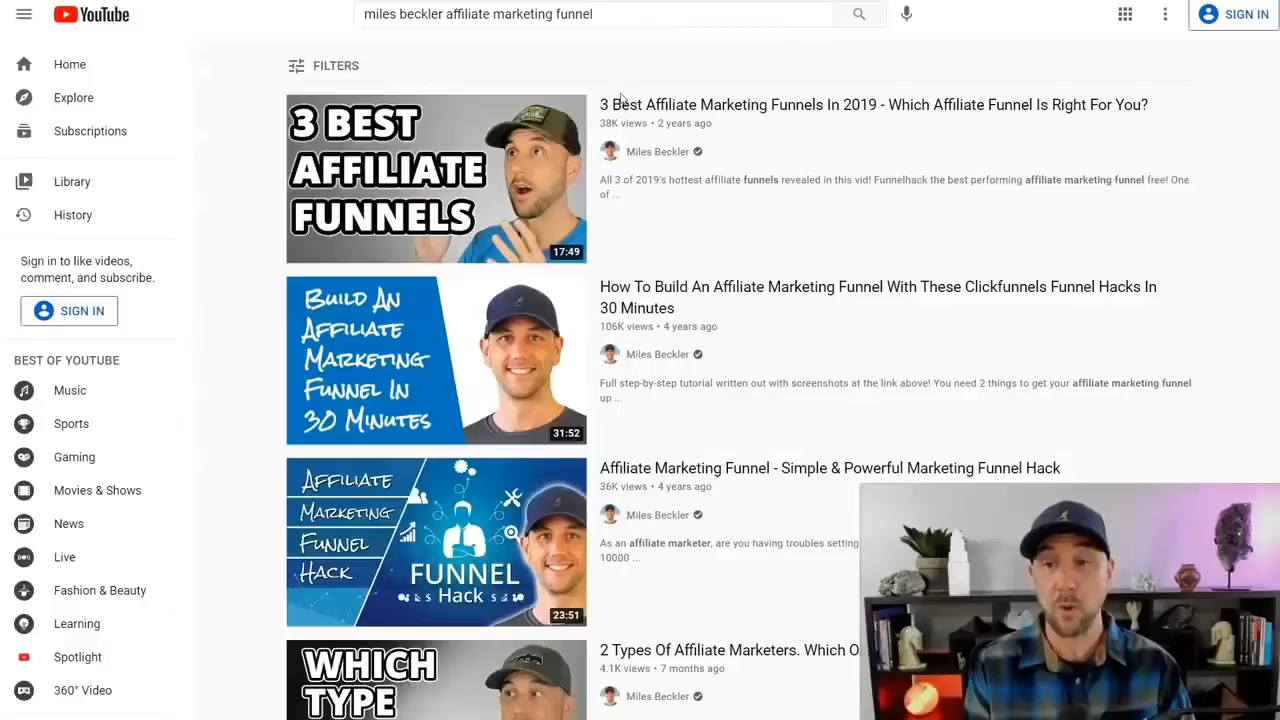 YouTube
miles beckler affiliate marketing funnel
SIGN IN
Home
Explore
Subscriptions
Library
History
Sign in to like videos,
comment, and subscribe.
SIGN IN
BEST OF YOUTUBE
Music
Sports
Gaming
Movies & Shows
News
Live
Fashion & Beauty
Learning
Spotlight
360° Video
FILTERS
3 BEST
AFFILIATE
FUNNELS
17:49
3 Best Affiliate Marketing Funnels In 2019 - Which Affiliate Funnel Is Right For You?
38K views • 2 years ago
Miles Beckler
All 3 of 2019's hottest affiliate funnels revealed in this vid! Funnelhack the best performing affiliate marketing funnel free! One
of ...
BUILD AN
AFFILIATE
MARKETING
FUNNEL IN
30 MINUTES
31:52
How To Build An Affiliate Marketing Funnel With These Clickfunnels Funnel Hacks In
30 Minutes
106K views • 4 years ago
Miles Beckler
Full step-by-step tutorial written out with screenshots at the link above! You need 2 things to get your affiliate marketing funnel
up ...
AFFILIATE
MARKETING
FUNNEL
HACK
FUNNEL
Hack
23:51
Affiliate Marketing Funnel - Simple & Powerful Marketing Funnel Hack
36K views • 4 years ago
Miles Beckler
As an affiliate marketer, are you having troubles setting
10000 ...
WHICH
TYPE
2 Types Of Affiliate Marketers. Which O
4.1K views • 7 months ago
Miles Beckler